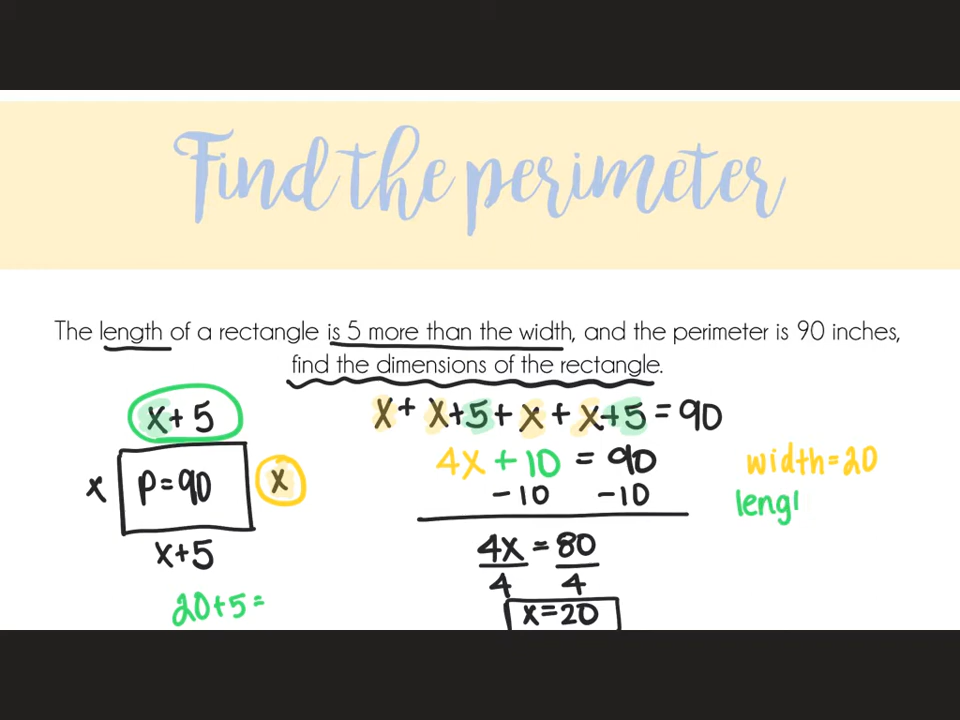 Find the perimeter
The length of a rectangle is 5 more than the width, and the perimeter is 90 inches,
find the dimensions of the rectangle.
x+5
x+ x+5+x+x+5=90
x
P=90
x
4x+10=90
width=20
-10 -10
lengt
x+5
4x=80
4 4
20+5=
x=20